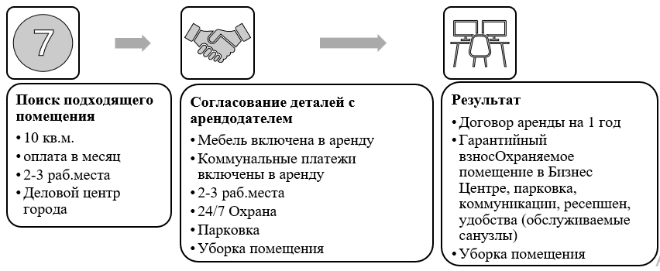 7
Поиск подходящего
помещения
• 10 кв.м.
• оплата в месяц
• 2-3 раб.места
• Деловой центр
города
Согласование деталей с
арендодателем
• Мебель включена в аренду
• Коммунальные платежи
включены в аренду
• 2-3 раб.места
• 24/7 Охрана
• Парковка
• Уборка помещения
Результат
• Договор аренды на 1 год
• Гарантийный
взносОхраняемое
помещение в Бизнес
Центре, парковка,
коммуникации, ресепшен,
удобства (обслуживаемые
санузлы)
• Уборка помещения